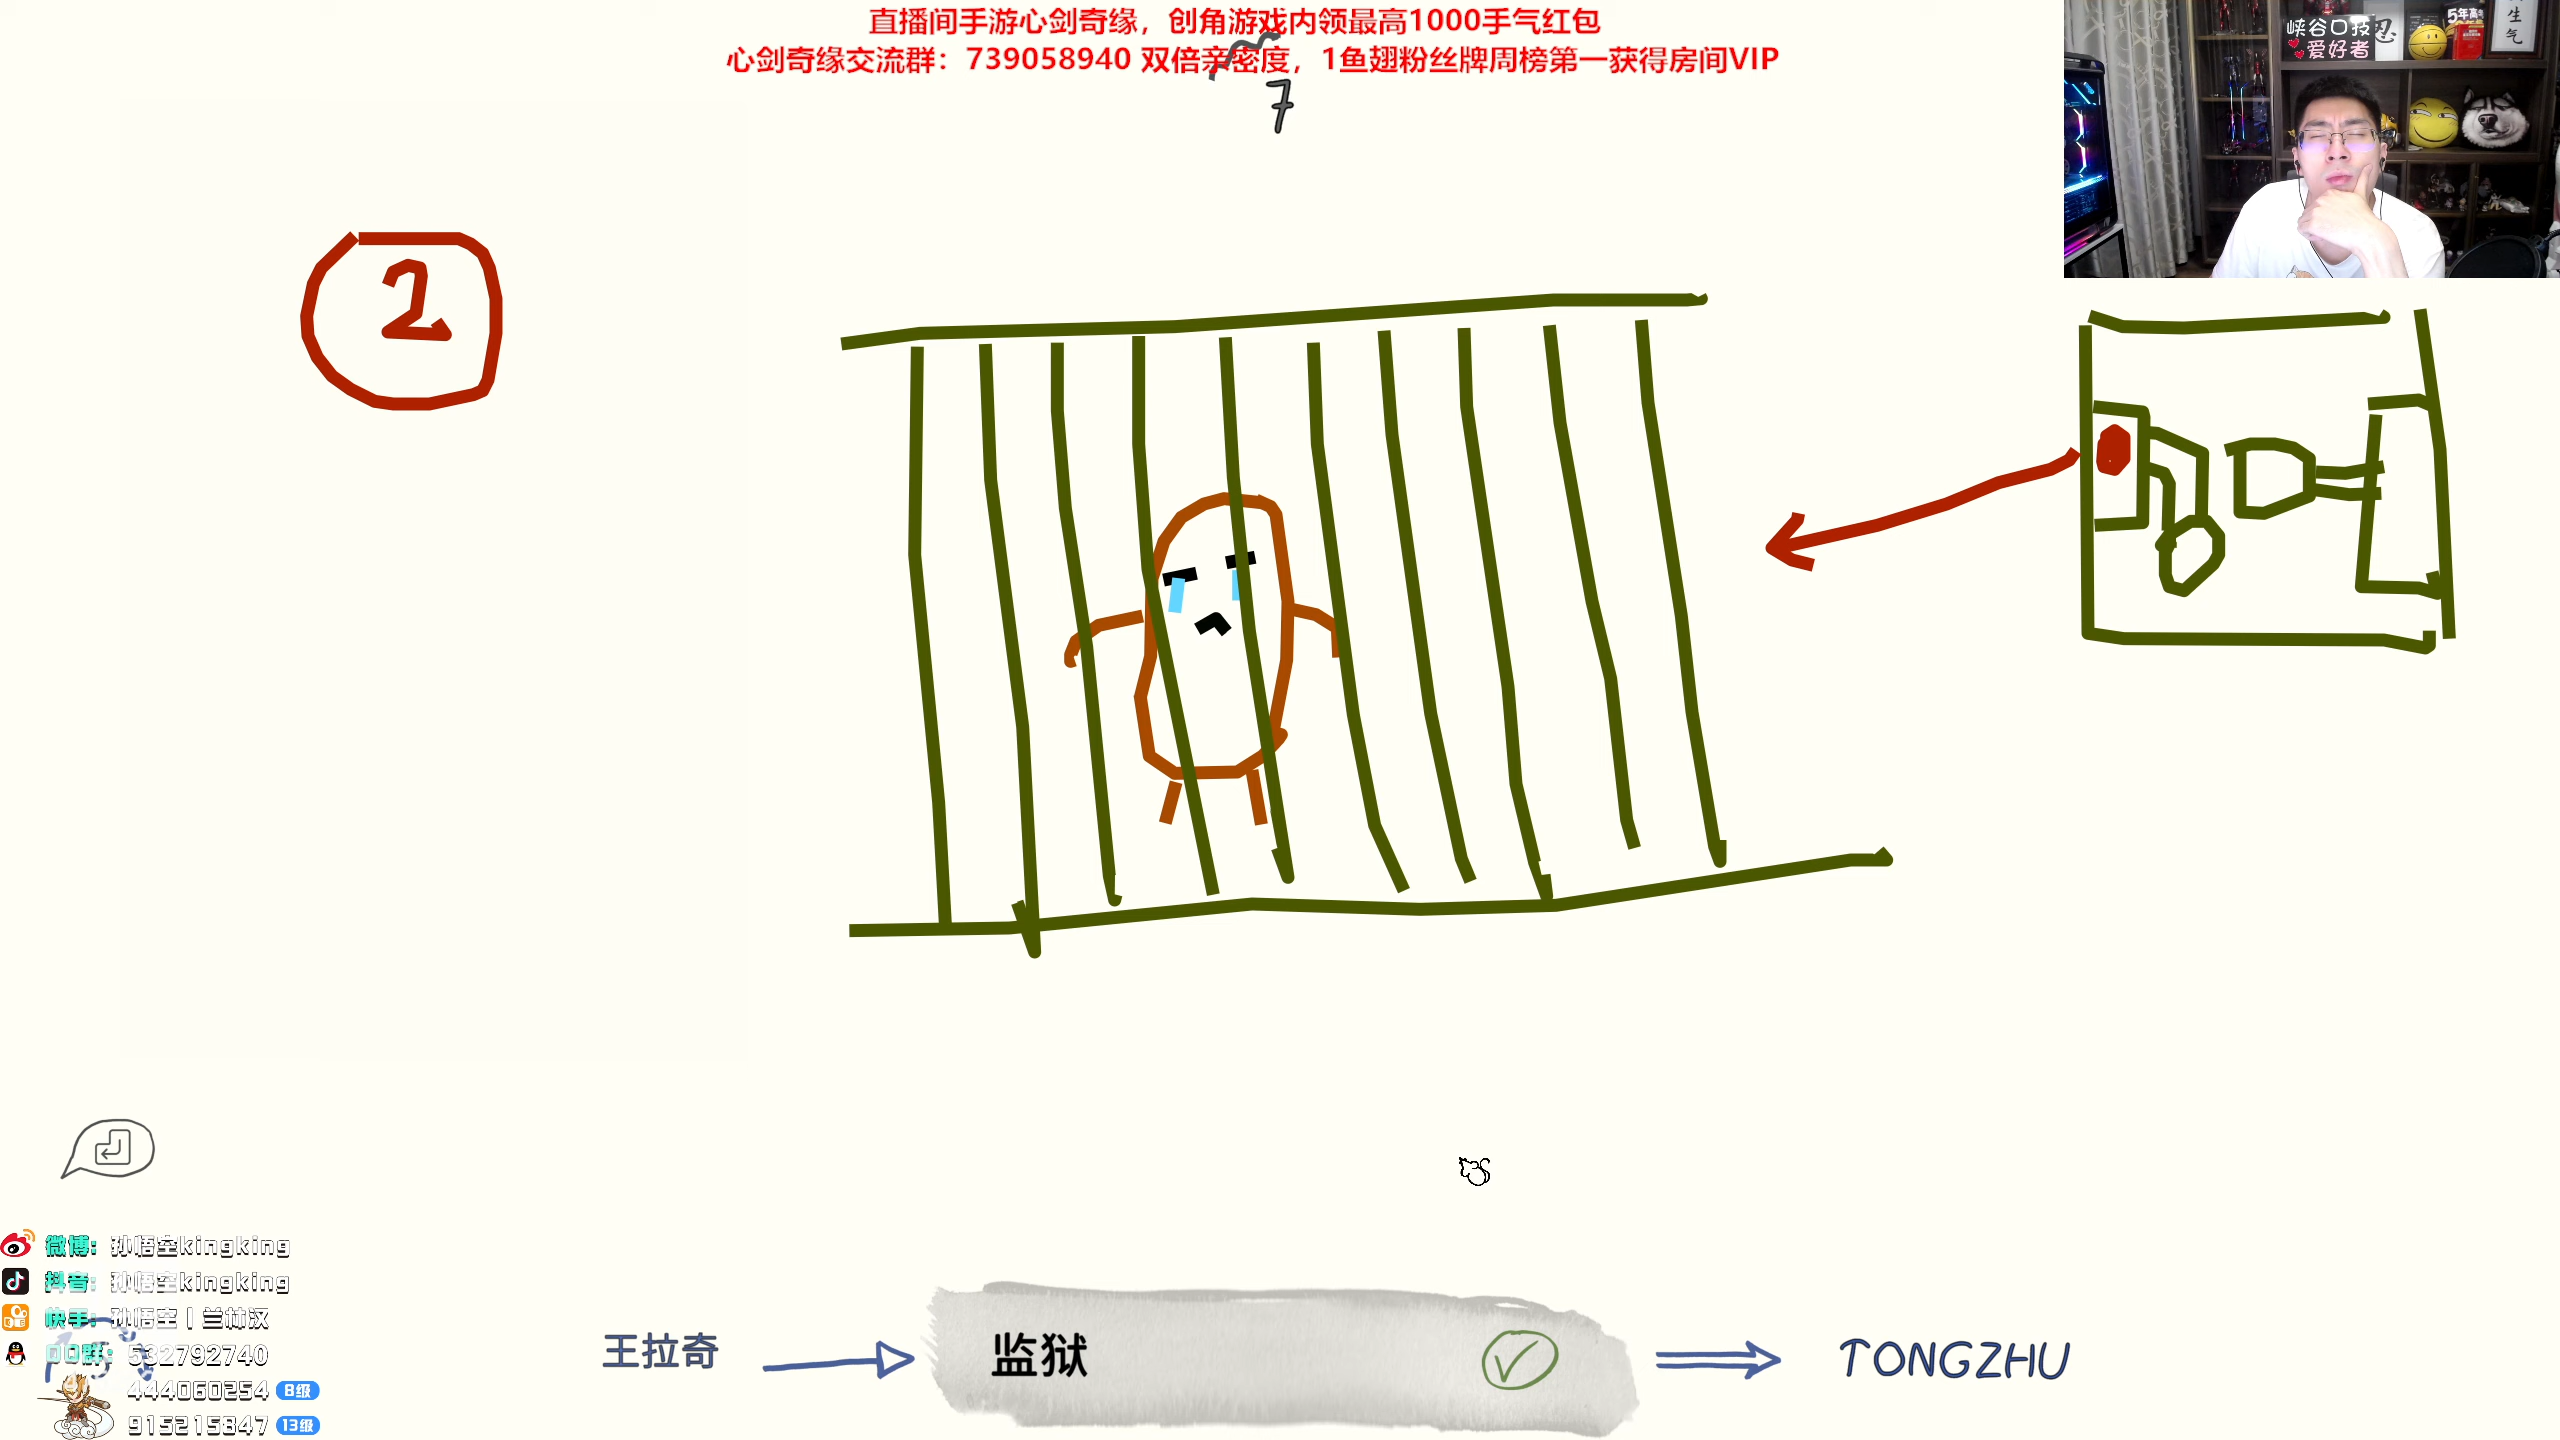 直播间手游心剑奇缘，创角游戏内领最高1000手气红包
心剑奇缘交流群：739058940 双倍亲密度，1鱼翅粉丝牌周榜第一获得房间VIP
7
峡谷口技
爱好者
忍
5年高
生
气
2
微博：孙悟空kingking
抖音：孙悟空kingking
快手：孙悟空丨兰林汉
QQ群：532792740
444060254 8级
915215847 13级
王拉奇
监狱
TONGZHU